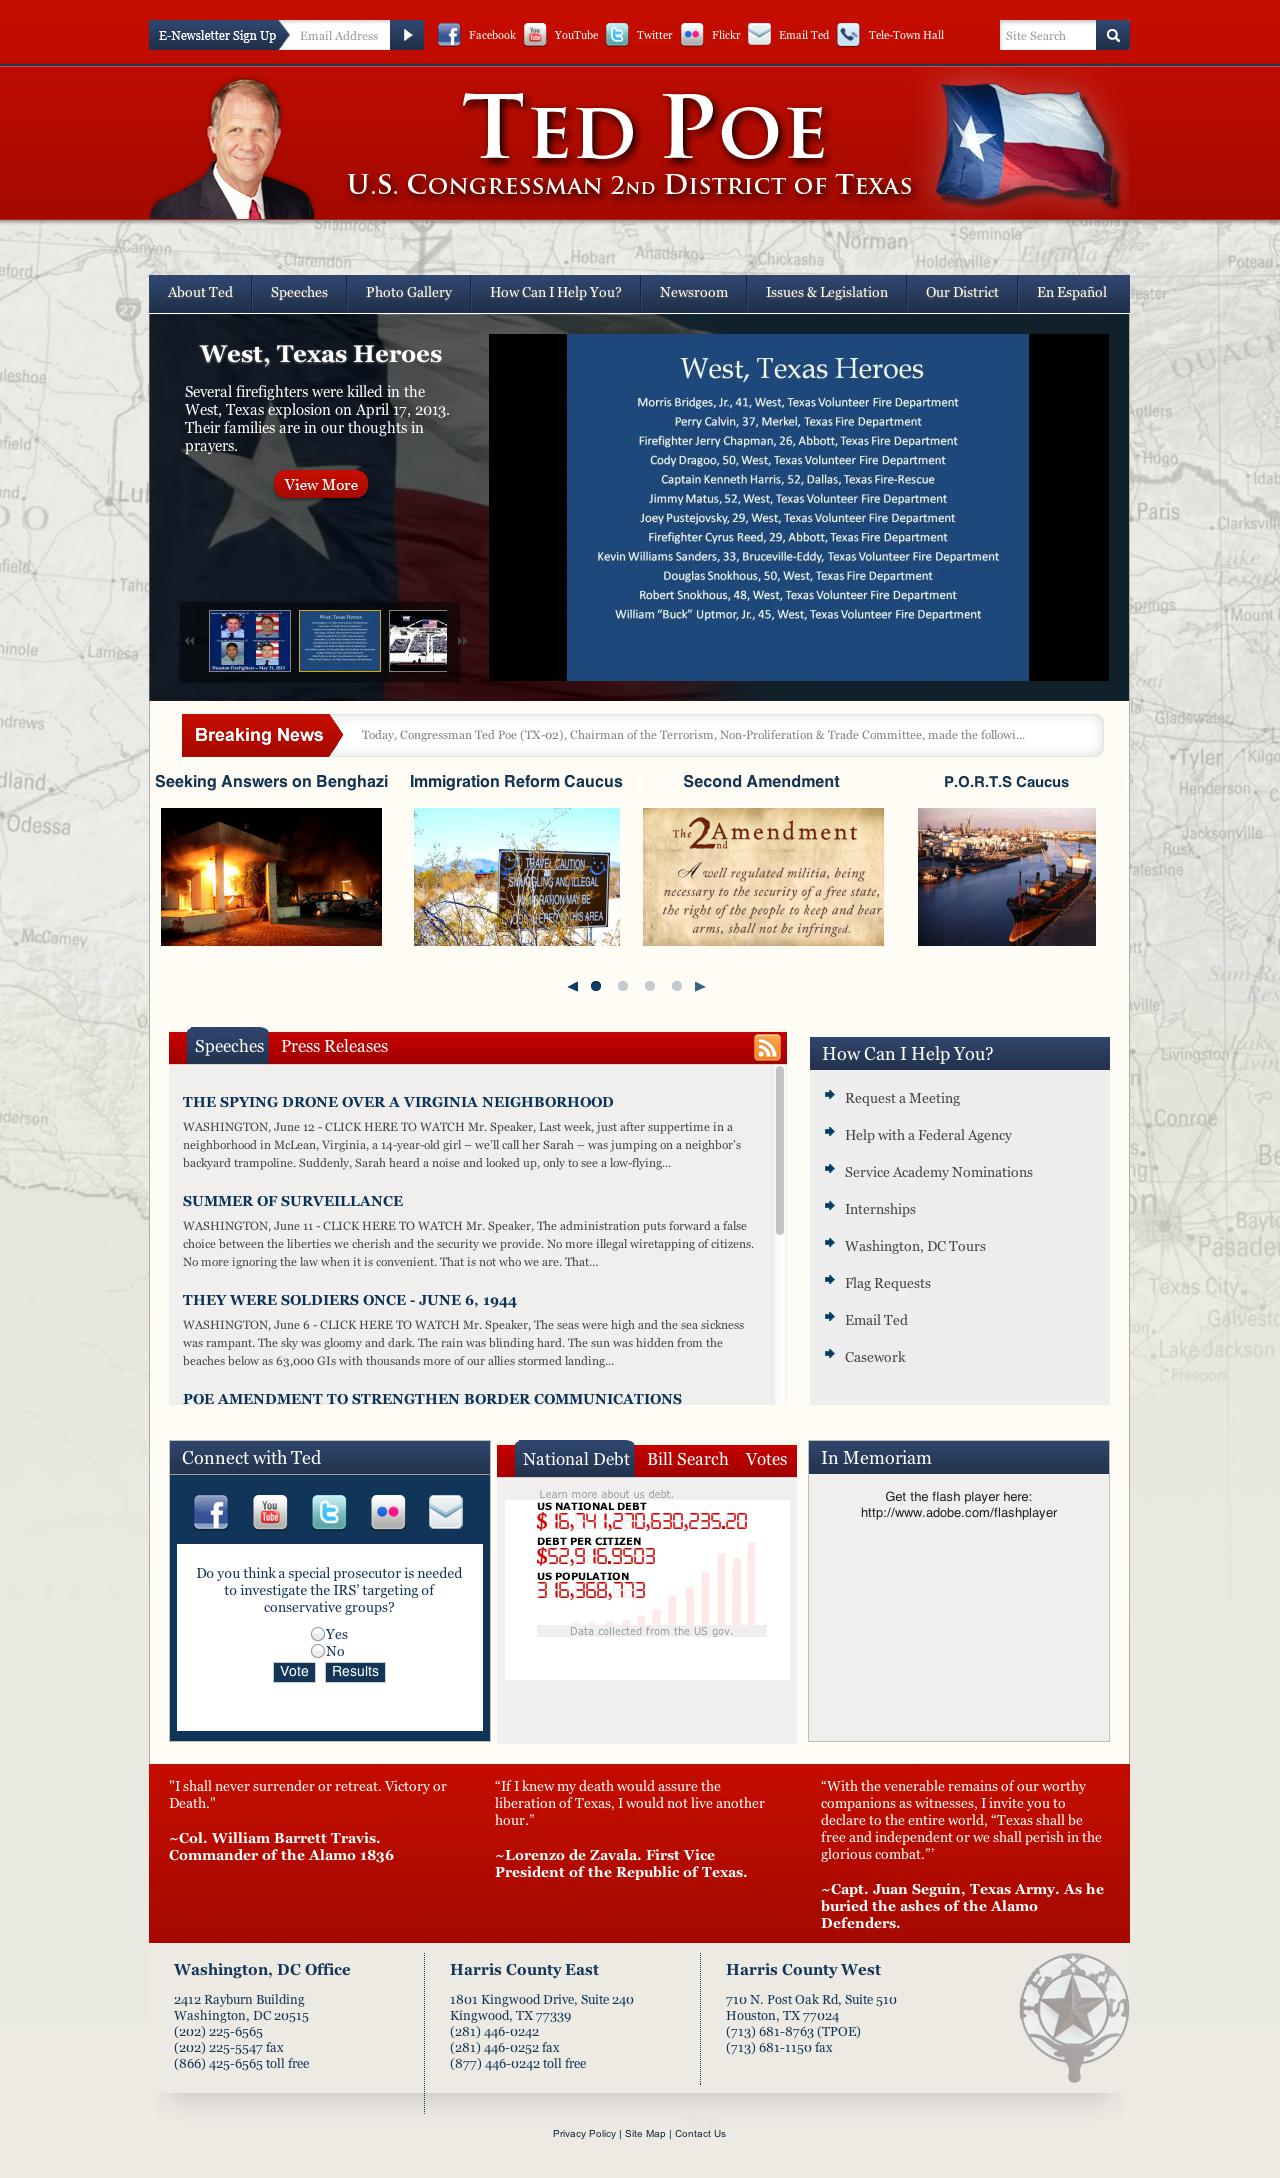 E-Newsletter Sign Up
Email Address
Facebook
YouTube
Twitter
Flickr
Email Ted
Tele-Town Hall
Site Search
TED POE
U.S. CONGRESSMAN 2ND DISTRICT OF TEXAS
About Ted
Speeches
Photo Gallery
How Can I Help You?
Newsroom
Issues & Legislation
Our District
En Español
West, Texas Heroes
Several firefighters were killed in the
West, Texas explosion on April 17, 2013.
Their families are in our thoughts in
prayers.
View More
West, Texas Heroes
Morris Bridges, Jr., 41, West, Texas Volunteer Fire Department
Perry Calvin, 37, Merkel, Texas Fire Department
Firefighter Jerry Chapman, 26, Abbott, Texas Fire Department
Cody Dragoo, 50, West, Texas Volunteer Fire Department
Captain Kenneth Harris, 52, Dallas, Texas Fire-Rescue
Jimmy Matus, 52, West, Texas Volunteer Fire Department
Joey Pustejovsky, 29, West, Texas Volunteer Fire Department
Firefighter Cyrus Reed, 29, Abbott, Texas Fire Department
Kevin Williams Sanders, 33, Bruceville-Eddy, Texas Volunteer Fire Department
Douglas Snokhous, 50, West, Texas Fire Department
Robert Snokhous, 48, West, Texas Volunteer Fire Department
William “Buck” Uptmor, Jr., 45, West, Texas Volunteer Fire Department
Breaking News
Today, Congressman Ted Poe (TX-02), Chairman of the Terrorism, Non-Proliferation & Trade Committee, made the followi...
Seeking Answers on Benghazi
Immigration Reform Caucus
Second Amendment
P.O.R.T.S Caucus
TRAVEL CAUTION
SMUGGLING AND ILLEGAL
The 2nd Amendment
A well regulated militia, being
necessary to the security of a free state,
the right of the people to keep and bear
arms, shall not be infringed.
Speeches
Press Releases
THE SPYING DRONE OVER A VIRGINIA NEIGHBORHOOD
WASHINGTON, June 12 - CLICK HERE TO WATCH Mr. Speaker, Last week, just after suppertime in a
neighborhood in McLean, Virginia, a 14-year-old girl – we’ll call her Sarah – was jumping on a neighbor’s
backyard trampoline. Suddenly, Sarah heard a noise and looked up, only to see a low-flying...
SUMMER OF SURVEILLANCE
WASHINGTON, June 11 - CLICK HERE TO WATCH Mr. Speaker, The administration puts forward a false
choice between the liberties we cherish and the security we provide. No more illegal wiretapping of citizens.
No more ignoring the law when it is convenient. That is not who we are. That...
THEY WERE SOLDIERS ONCE - JUNE 6, 1944
WASHINGTON, June 6 - CLICK HERE TO WATCH Mr. Speaker, The seas were high and the sea sickness
was rampant. The sky was gloomy and dark. The rain was blinding hard. The sun was hidden from the
beaches below as 63,000 GIs with thousands more of our allies stormed landing...
POE AMENDMENT TO STRENGTHEN BORDER COMMUNICATIONS
How Can I Help You?
Request a Meeting
Help with a Federal Agency
Service Academy Nominations
Internships
Washington, DC Tours
Flag Requests
Email Ted
Casework
Connect with Ted
Do you think a special prosecutor is needed
to investigate the IRS’ targeting of
conservative groups?
Yes
No
Vote
Results
National Debt
Bill Search
Votes
Learn more about us debt.
US NATIONAL DEBT
$16,741,270,630,235.20
DEBT PER CITIZEN
$52,916.9503
US POPULATION
316,368,773
Data collected from the US gov.
In Memoriam
Get the flash player here:
http://www.adobe.com/flashplayer
"I shall never surrender or retreat. Victory or
Death."
~Col. William Barrett Travis.
Commander of the Alamo 1836
“If I knew my death would assure the
liberation of Texas, I would not live another
hour.”
~Lorenzo de Zavala. First Vice
President of the Republic of Texas.
“With the venerable remains of our worthy
companions as witnesses, I invite you to
declare to the entire world, “Texas shall be
free and independent or we shall perish in the
glorious combat.”’
~Capt. Juan Seguin, Texas Army. As he
buried the ashes of the Alamo
Defenders.
Washington, DC Office
2412 Rayburn Building
Washington, DC 20515
(202) 225-6565
(202) 225-5547 fax
(866) 425-6565 toll free
Harris County East
1801 Kingwood Drive, Suite 240
Kingwood, TX 77339
(281) 446-0242
(281) 446-0252 fax
(877) 446-0242 toll free
Harris County West
710 N. Post Oak Rd, Suite 510
Houston, TX 77024
(713) 681-8763 (TPOE)
(713) 681-1150 fax
Privacy Policy | Site Map | Contact Us